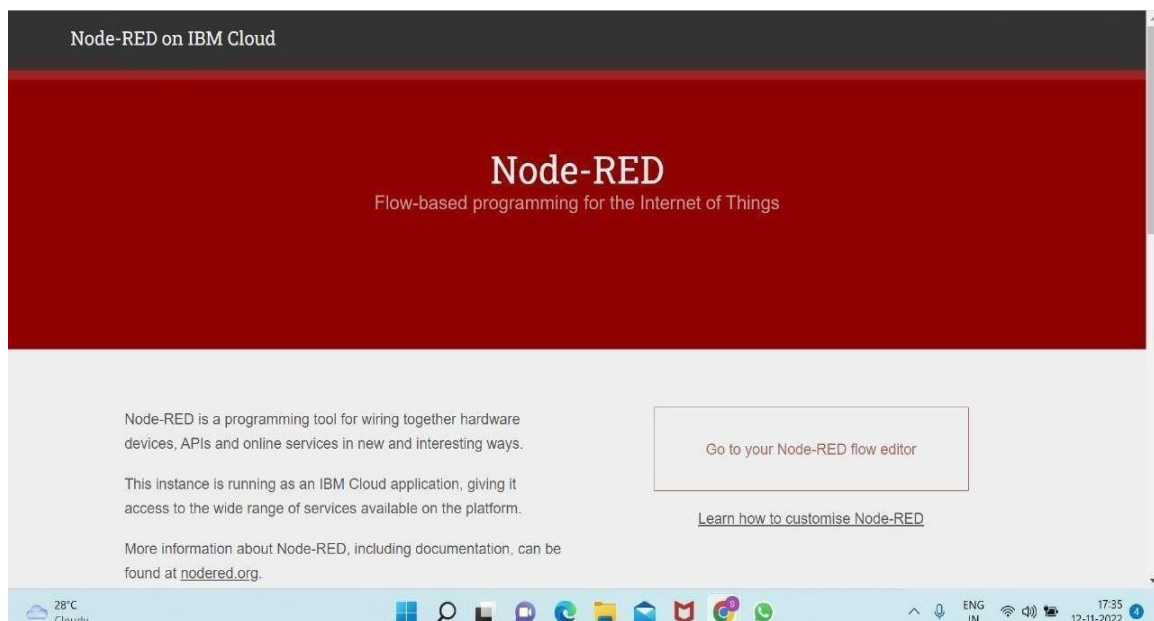 Node-RED on IBM Cloud
Node-RED
Flow-based programming for the Internet of Things
Node-RED is a programming tool for wiring together hardware
devices, APIs and online services in new and interesting ways.
This instance is running as an IBM Cloud application, giving it
access to the wide range of services available on the platform.
More information about Node-RED, including documentation, can be
found at nodered.org.
Go to your Node-RED flow editor
Learn how to customise Node-RED
28°C
Cloudy
S
ENG
IN
17:35
12-11-2022
4